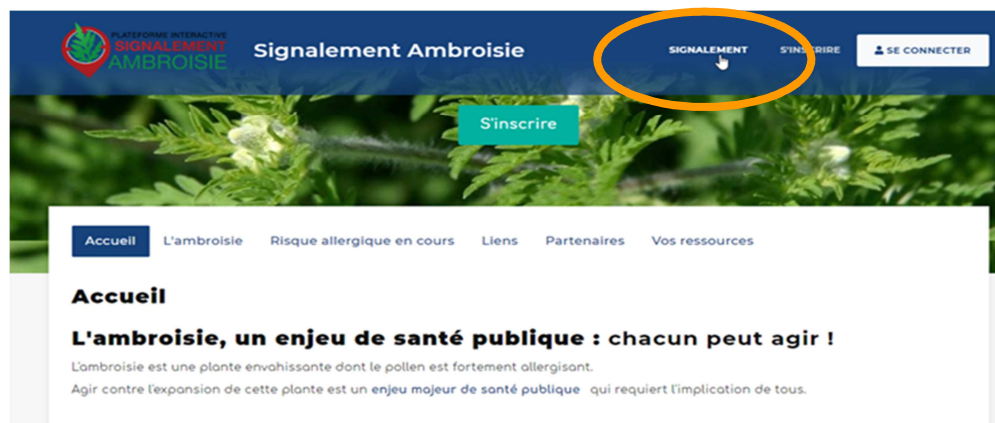 PLATEFORME INTERACTIVE
SIGNALEMENT
AMBROISIE
Signalement Ambroisie
SIGNALEMENT
S'INSCRIRE
SE CONNECTER
S'inscrire
Accueil
L'ambroisie
Risque allergique en cours
Liens
Partenaires
Vos ressources
Accueil
L'ambroisie, un enjeu de santé publique : chacun peut agir !
L'ambroisie est une plante envahissante dont le pollen est fortement allergisant.
Agir contre l'expansion de cette plante est un enjeu majeur de santé publique qui requiert l'implication de tous.